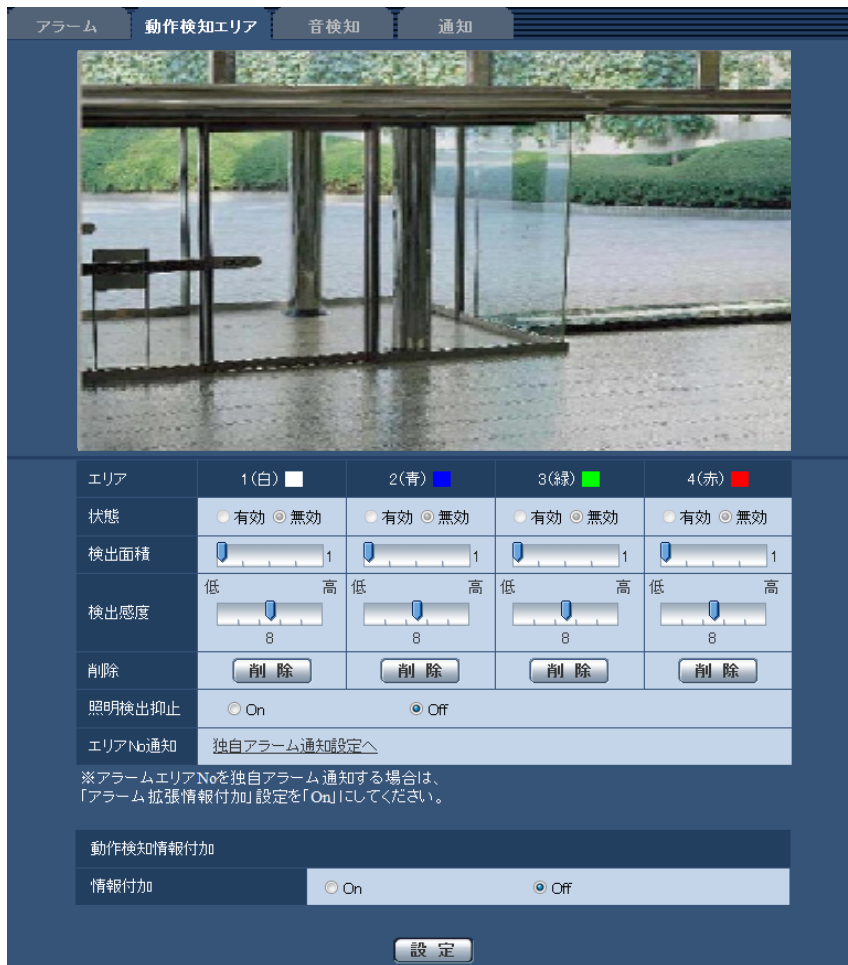 アラーム 動作検知エリア 音検知 通知
エリア 1(白) 2(青) 3(緑) 4(赤)
状態 有効 無効 有効 無効 有効 無効 有効 無効
検出面積 1 1 1 1
低 高 低 高 低 高 低 高
検出感度
8 8 8 8
削除 削除 削除 削除 削除
照明検出抑止 On Off
エリアNo通知 独自アラーム通知設定へ
※アラームエリアNoを独自アラーム通知する場合は、
「アラーム拡張情報付加」設定を「On」にしてください。
動作検知情報付加
情報付加 On Off
設定